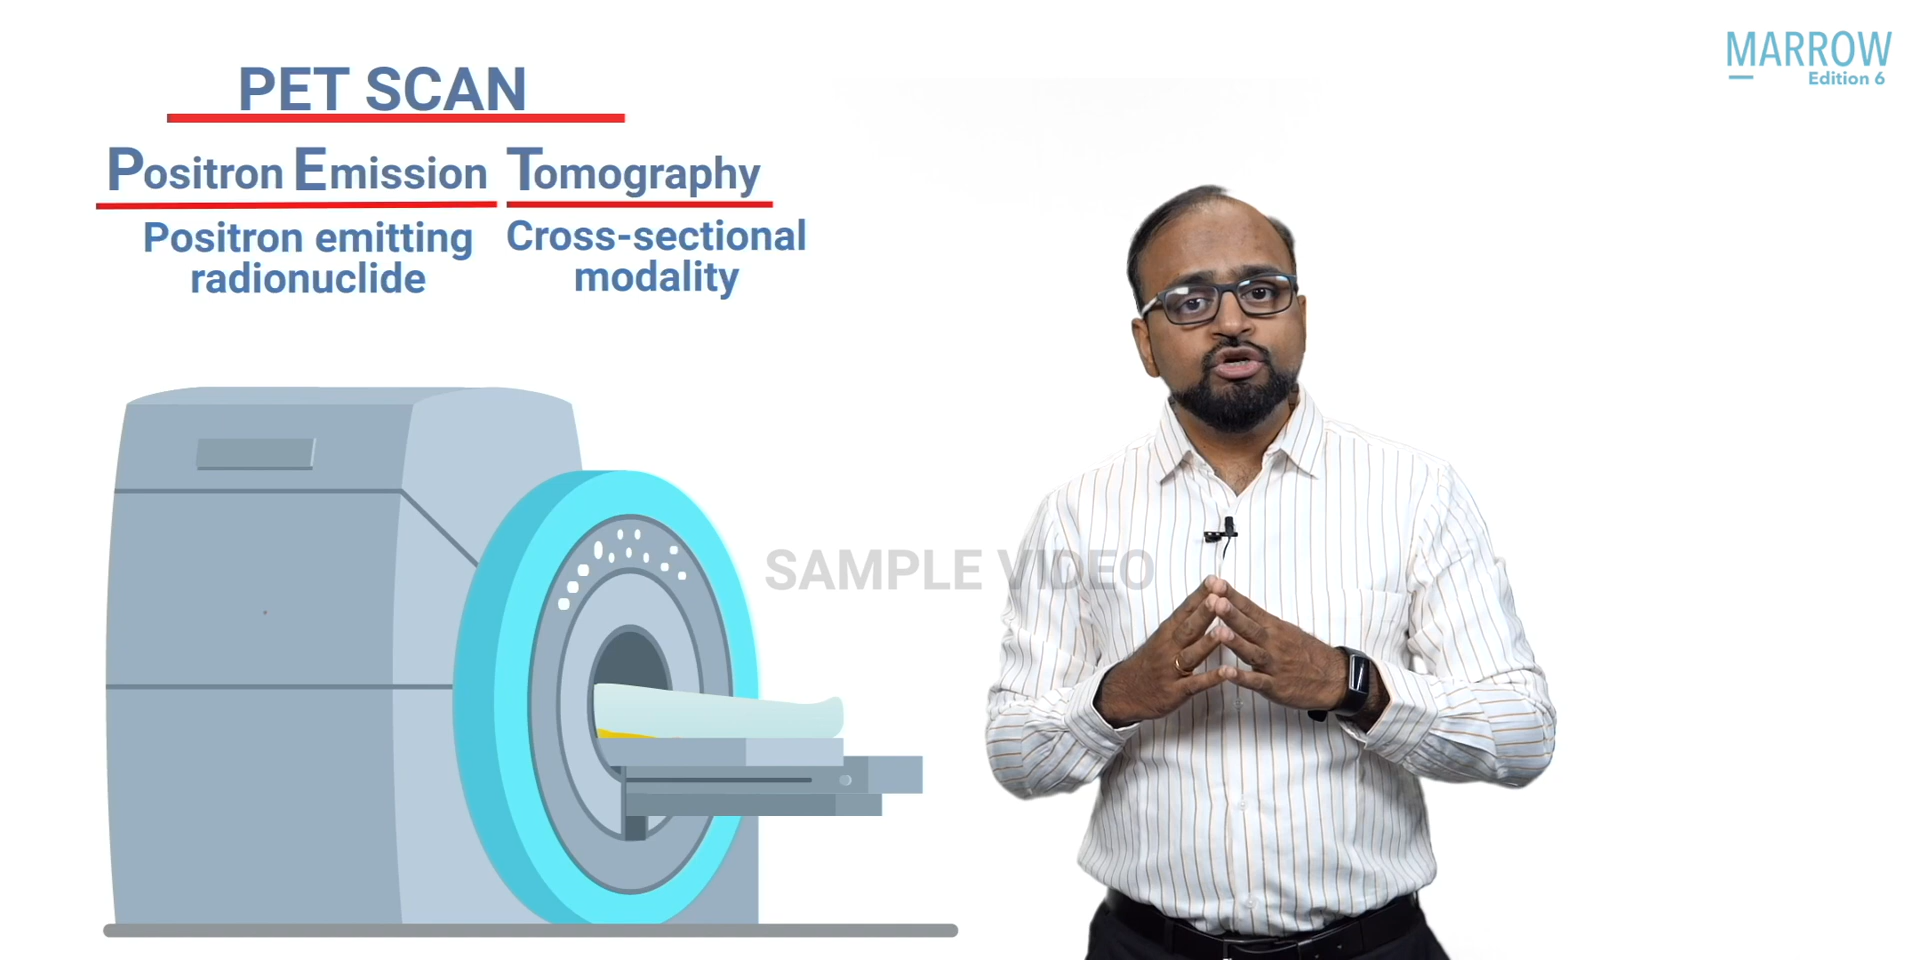 PET SCAN
Positron Emission Tomography
Positron emitting
radionuclide
Cross-sectional
modality
MARROW
Edition 6
SAMPLE VIDEO